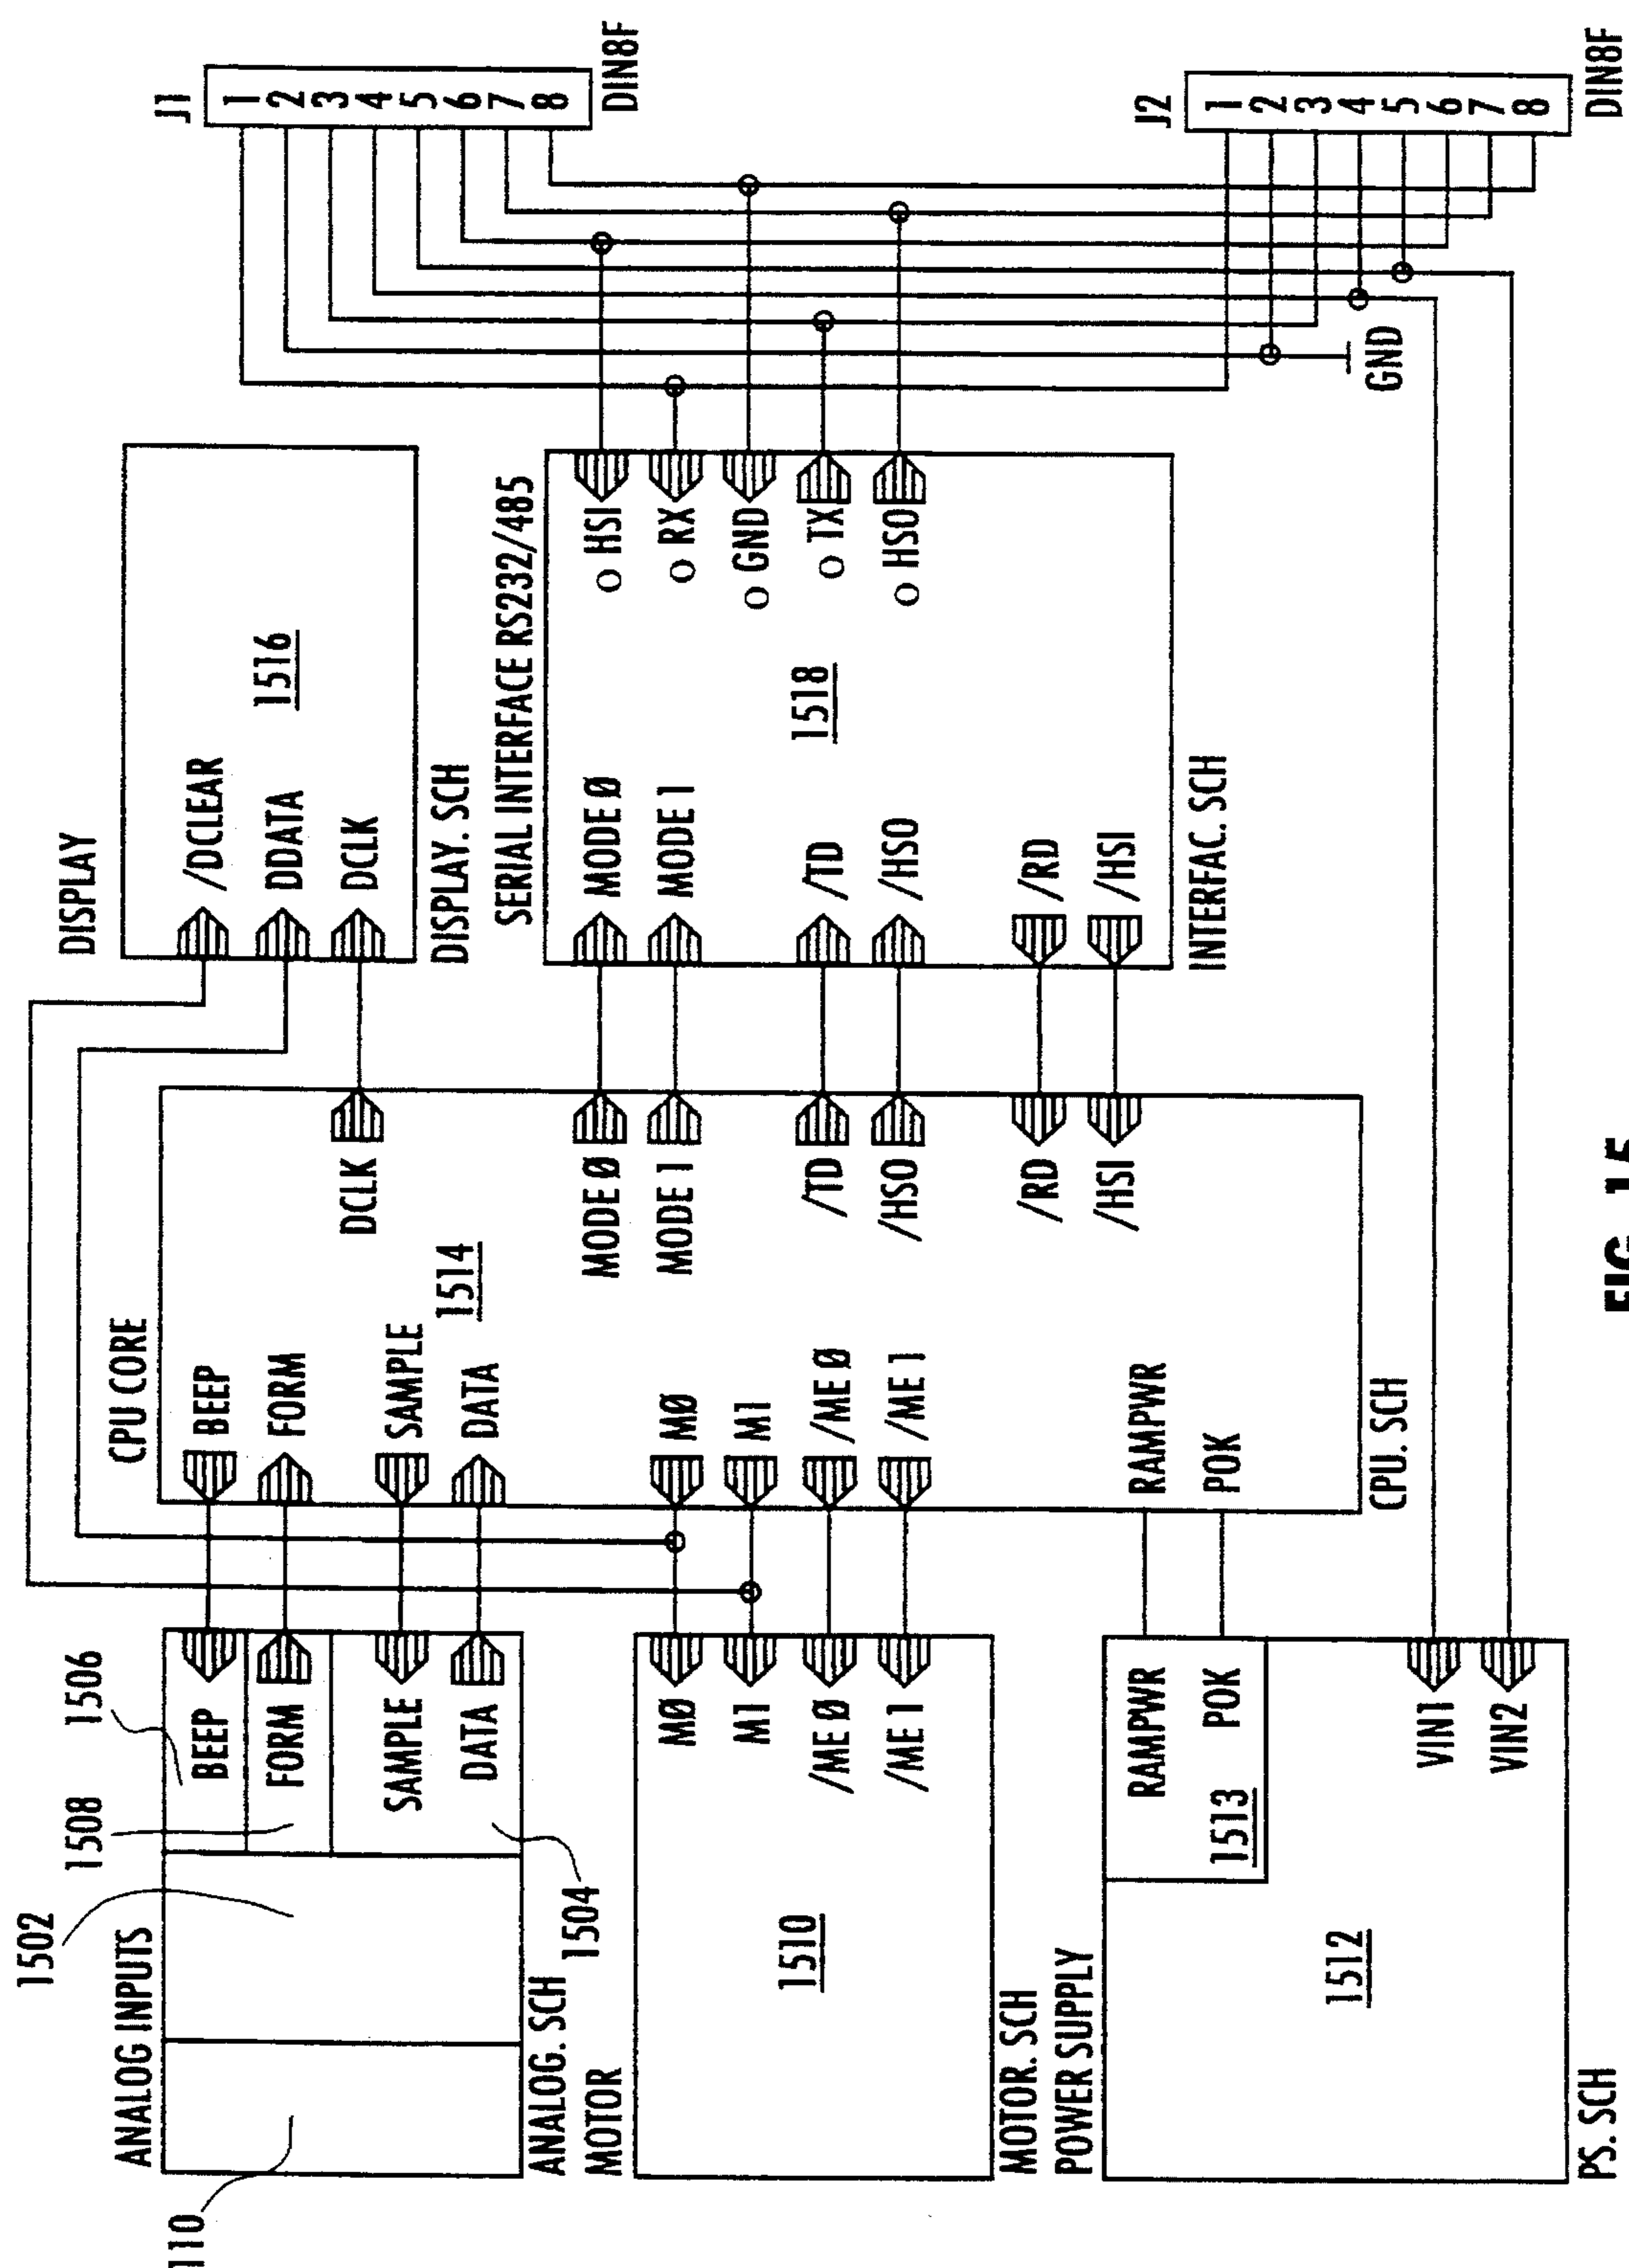 ANALOG INPUTS
110
1502
1508
1506
BEEP
FORM
SAMPLE
DATA
1504
ANALOG. SCH
MOTOR
MØ
M1
/ME Ø
/ME 1
1510
MOTOR. SCH
POWER SUPPLY
RAMPWR
POK
1513
1512
VIN1
VIN2
PS. SCH
CPU CORE
BEEP
FORM
SAMPLE
DATA
1514
MØ
M1
/ME Ø
/ME 1
RAMPWR
POK
DCLK
MODE Ø
MODE 1
/TD
/HSO
/RD
/HSI
CPU. SCH
DISPLAY
/DCLEAR
DDATA
DCLK
1516
DISPLAY. SCH
SERIAL INTERFACE RS232/485
MODE Ø
MODE 1
/TD
/HSO
/RD
/HSI
1518
O HSI
O RX
O GND
O TX
O HSO
INTERFAC. SCH
J1
1
2
3
4
5
6
7
8
DIN8F
GND
J2
1
2
3
4
5
6
7
8
DIN8F
FIG. 15